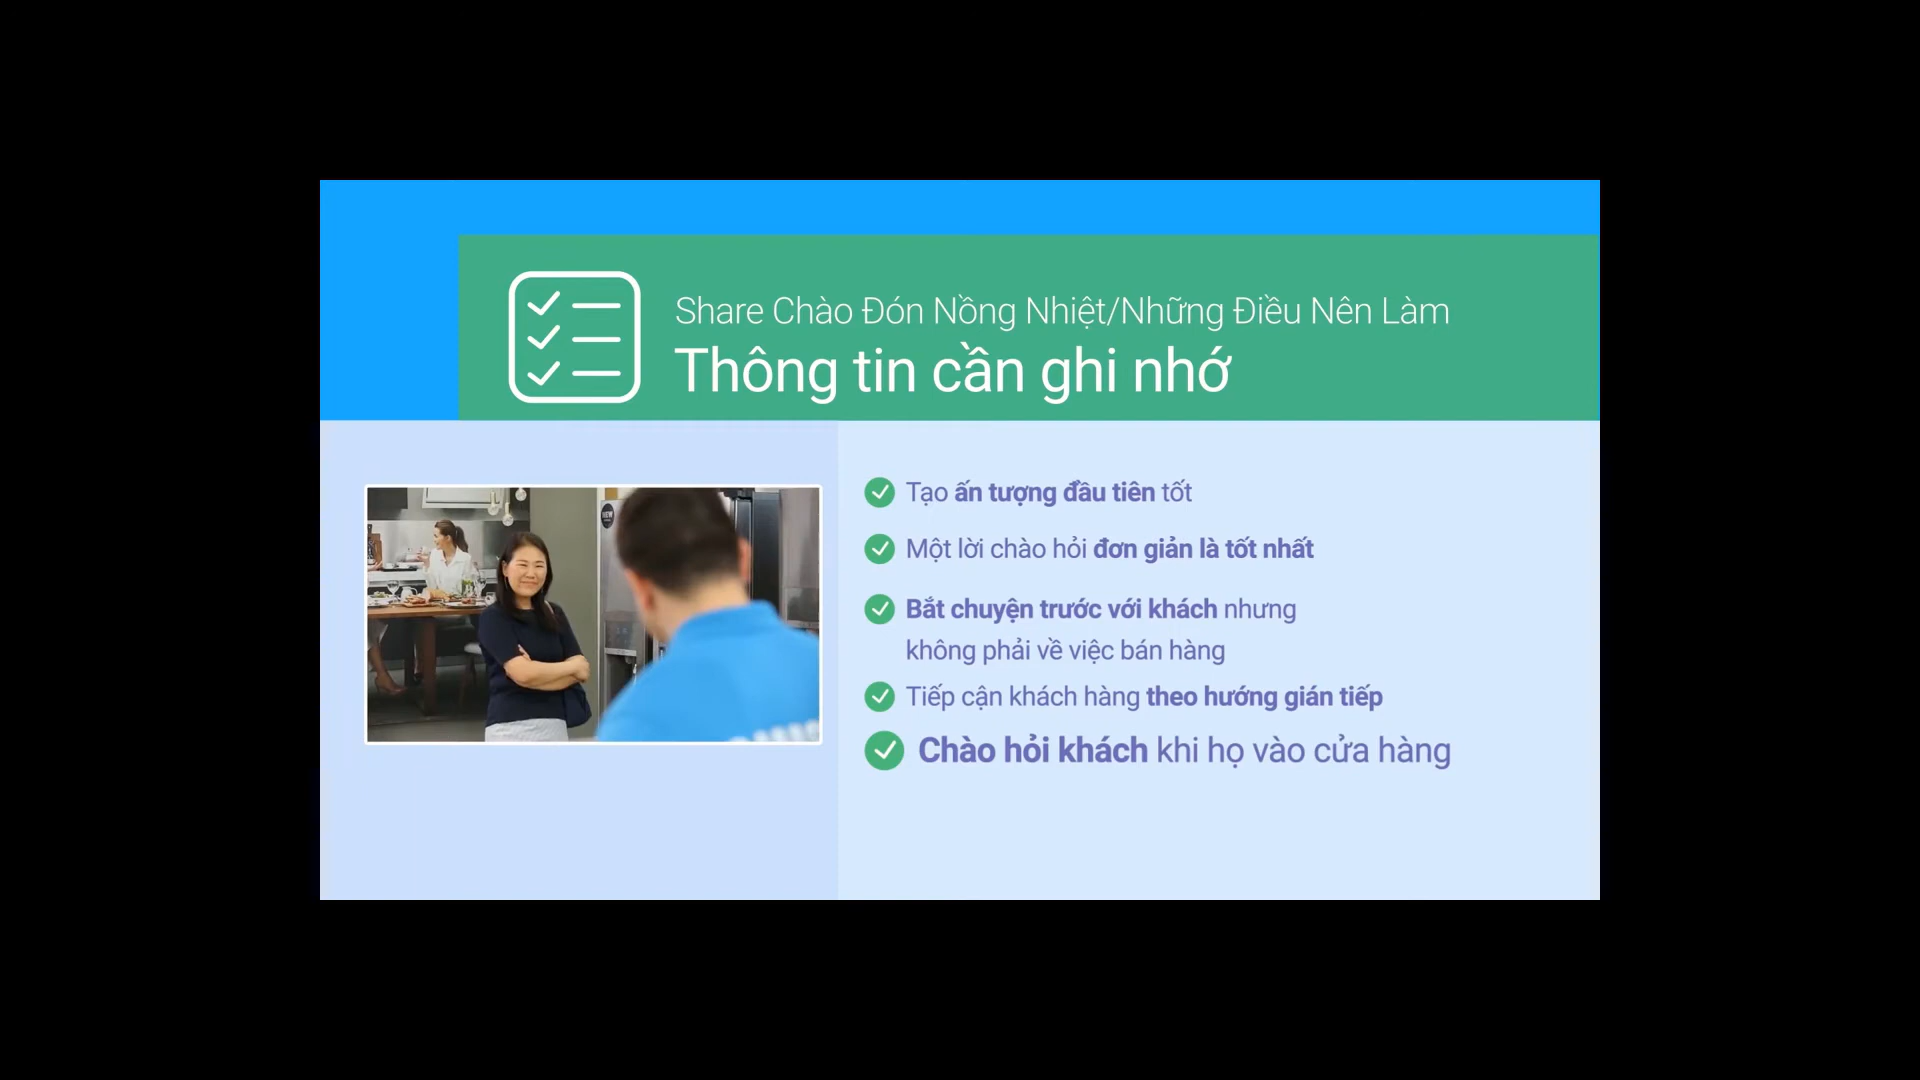 Share Chào Đón Nồng Nhiệt/Những Điều Nên Làm
Thông tin cần ghi nhớ
NEW
Tạo ấn tượng đầu tiên tốt
Một lời chào hỏi đơn giản là tốt nhất
Bắt chuyện trước với khách nhưng
không phải về việc bán hàng
Tiếp cận khách hàng theo hướng gián tiếp
Chào hỏi khách khi họ vào cửa hàng